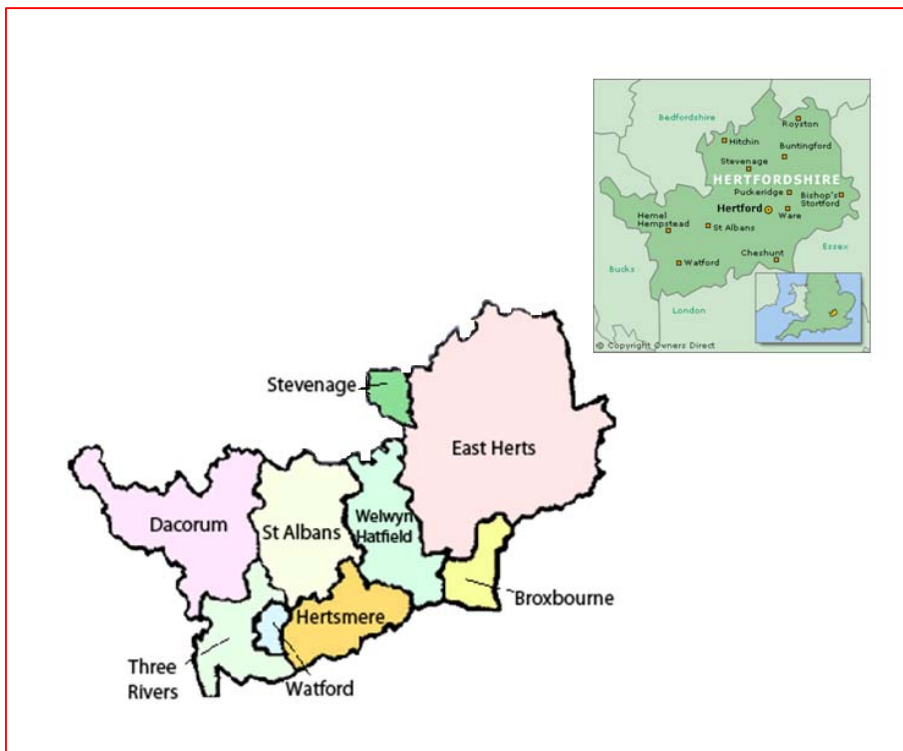 Bedfordshire
Royston
Hitchin
Buntingford
Stevenage
HERTFORDSHIRE
Puckeridge
Bishop's
Stortford
Hertford
Ware
Hemel
Hempstead
St Albans
Essex
Cheshunt
Bucks
Watford
London
© Copyright Owners Direct
Stevenage
East Herts
Dacorum
St Albans
Welwyn
Hatfield
Broxbourne
Hertsmere
Three
Rivers
Watford